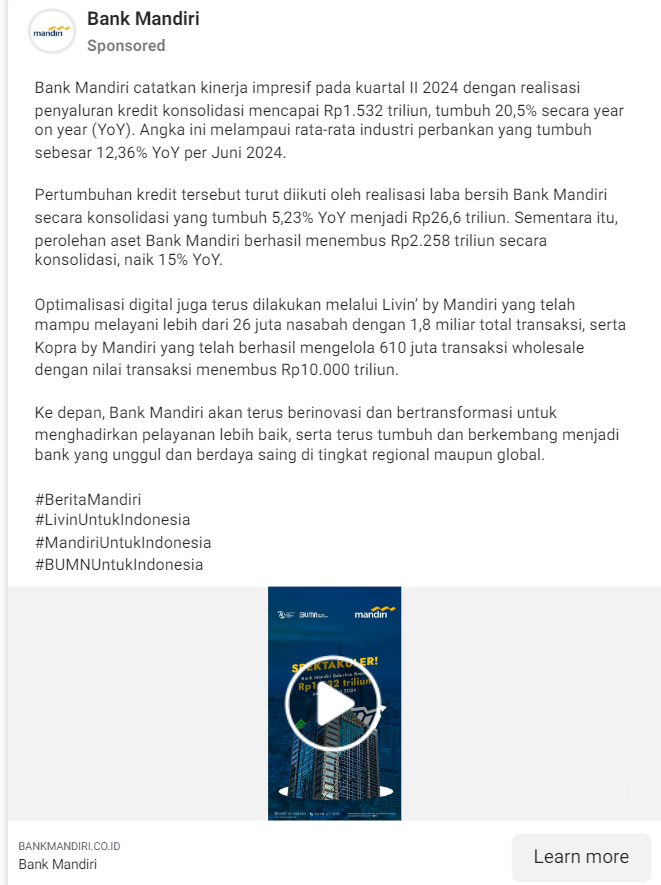 mandiri
Bank Mandiri
Sponsored
Bank Mandiri catatkan kinerja impresif pada kuartal II 2024 dengan realisasi
penyaluran kredit konsolidasi mencapai Rp1.532 triliun, tumbuh 20,5% secara year
on year (YoY). Angka ini melampaui rata-rata industri perbankan yang tumbuh
sebesar 12,36% YoY per Juni 2024.
Pertumbuhan kredit tersebut turut diikuti oleh realisasi laba bersih Bank Mandiri
secara konsolidasi yang tumbuh 5,23% YoY menjadi Rp26,6 triliun. Sementara itu,
perolehan aset Bank Mandiri berhasil menembus Rp2.258 triliun secara
konsolidasi, naik 15% YoY.
Optimalisasi digital juga terus dilakukan melalui Livin’ by Mandiri yang telah
mampu melayani lebih dari 26 juta nasabah dengan 1,8 miliar total transaksi, serta
Kopra by Mandiri yang telah berhasil mengelola 610 juta transaksi wholesale
dengan nilai transaksi menembus Rp10.000 triliun.
Ke depan, Bank Mandiri akan terus berinovasi dan bertransformasi untuk
menghadirkan pelayanan lebih baik, serta terus tumbuh dan berkembang menjadi
bank yang unggul dan berdaya saing di tingkat regional maupun global.
#BeritaMandiri
#LivinUntukIndonesia
#MandiriUntukIndonesia
#BUMNUntukIndonesia
BUMN
mandiri
SPEKTAKULER!
Bank Mandiri Salurkan
triliun
2024
BANKMANDIRI.CO.ID
Bank Mandiri
Learn more